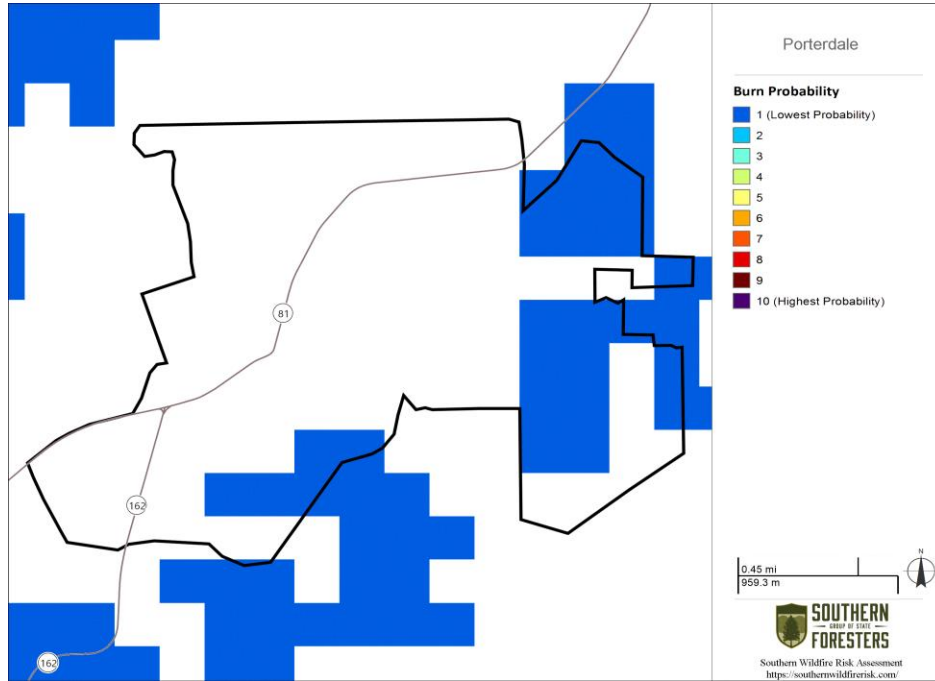 Porterdale
Burn Probability
1 (Lowest Probability)
2
3
4
5
6
7
8
9
10 (Highest Probability)
81
162
162
0.45 mi
959.3 m
N
SOUTHERN
GROUP OF STATE
FORESTERS
Southern Wildfire Risk Assessment
https://southernwildfirerisk.com/